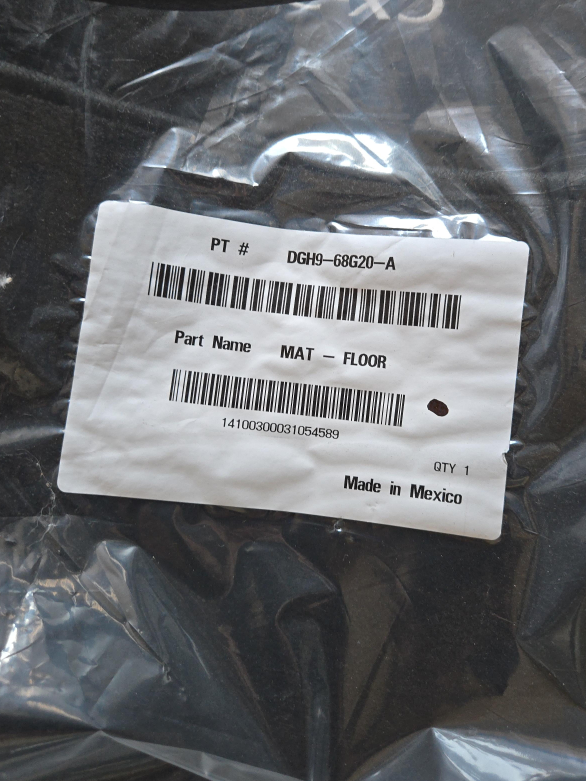 PT # DGH9-68G20-A
Part Name MAT - FLOOR
14100300031054589
QTY 1
Made in Mexico